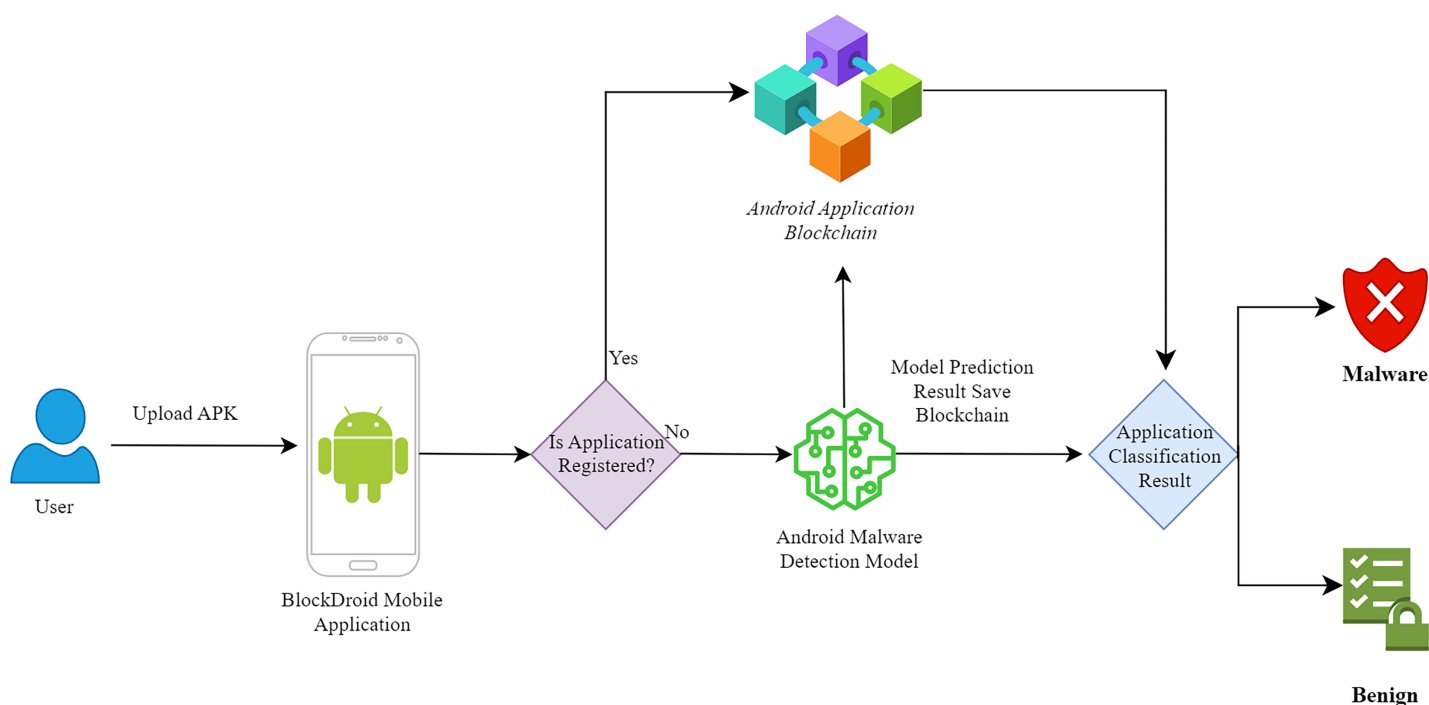 Android Application
Blockchain
Yes
Model Prediction
Result Save
Blockchain
Malware
Upload APK
Is Application
Registered?
No
Application
Classification
Result
User
Android Malware
Detection Model
BlockDroid Mobile
Application
Benign